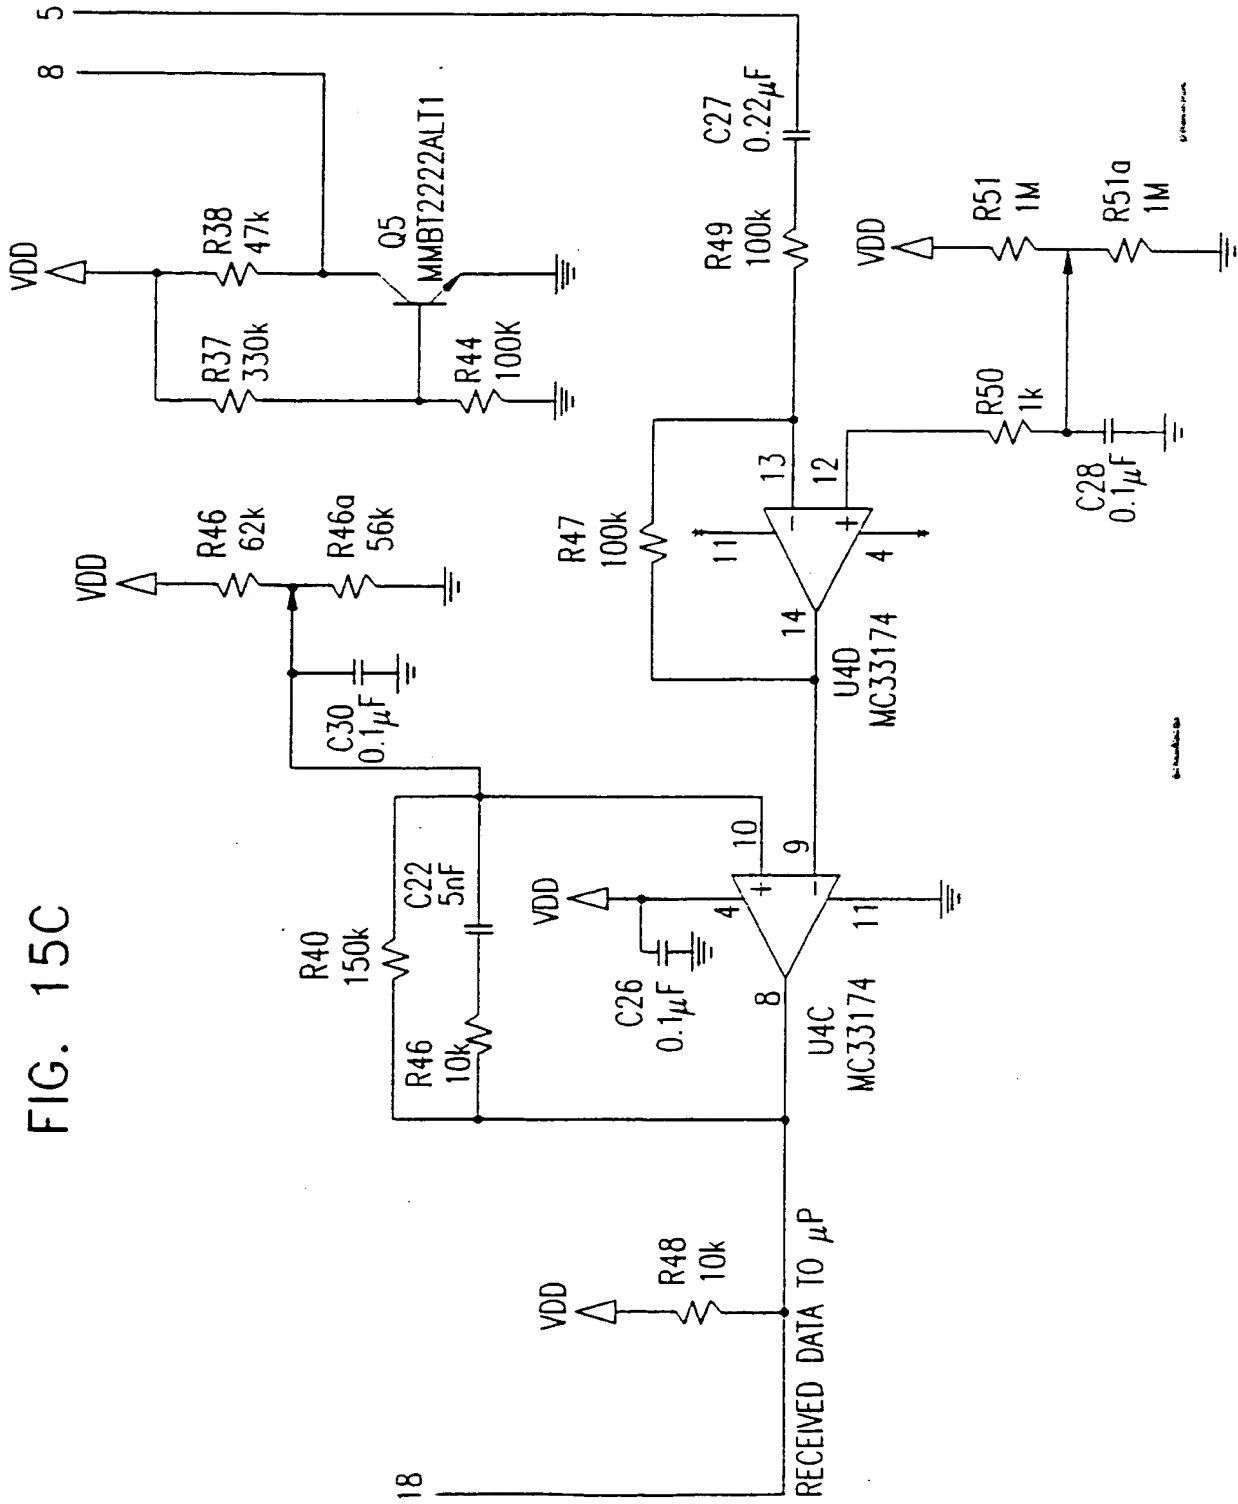 FIG. 15C
5
8
18
VDD
R38
47k
R37
330k
Q5
MMBT2222ALT1
R44
100K
VDD
R46
62k
R46a
56k
C30
0.1μF
R40
150k
C22
5nF
R46
10k
C27
0.22μF
R49
100k
R47
100k
13
12
11
4
14
U4D
MC33174
VDD
R51
1M
R51a
1M
R50
1k
C28
0.1μF
VDD
C26
0.1μF
10
9
4
11
8
U4C
MC33174
VDD
R48
10k
RECEIVED DATA TO μP